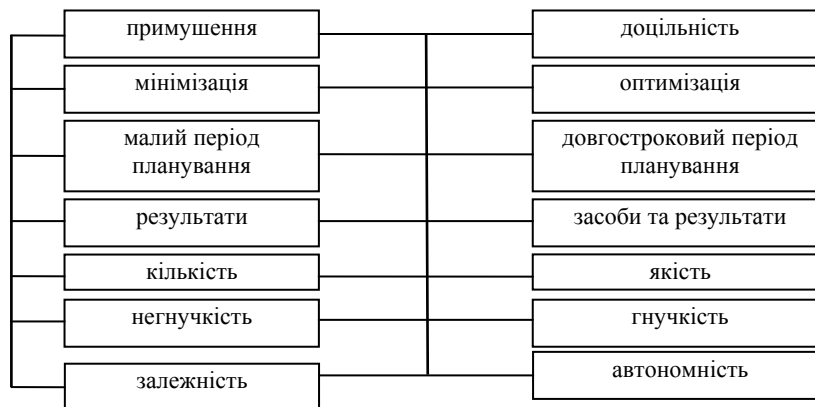 примушення
доцільність
мінімізація
оптимізація
малий період
планування
довгостроковий період
планування
результати
засоби та результати
кількість
якість
негнучкість
гнучкість
залежність
автономність